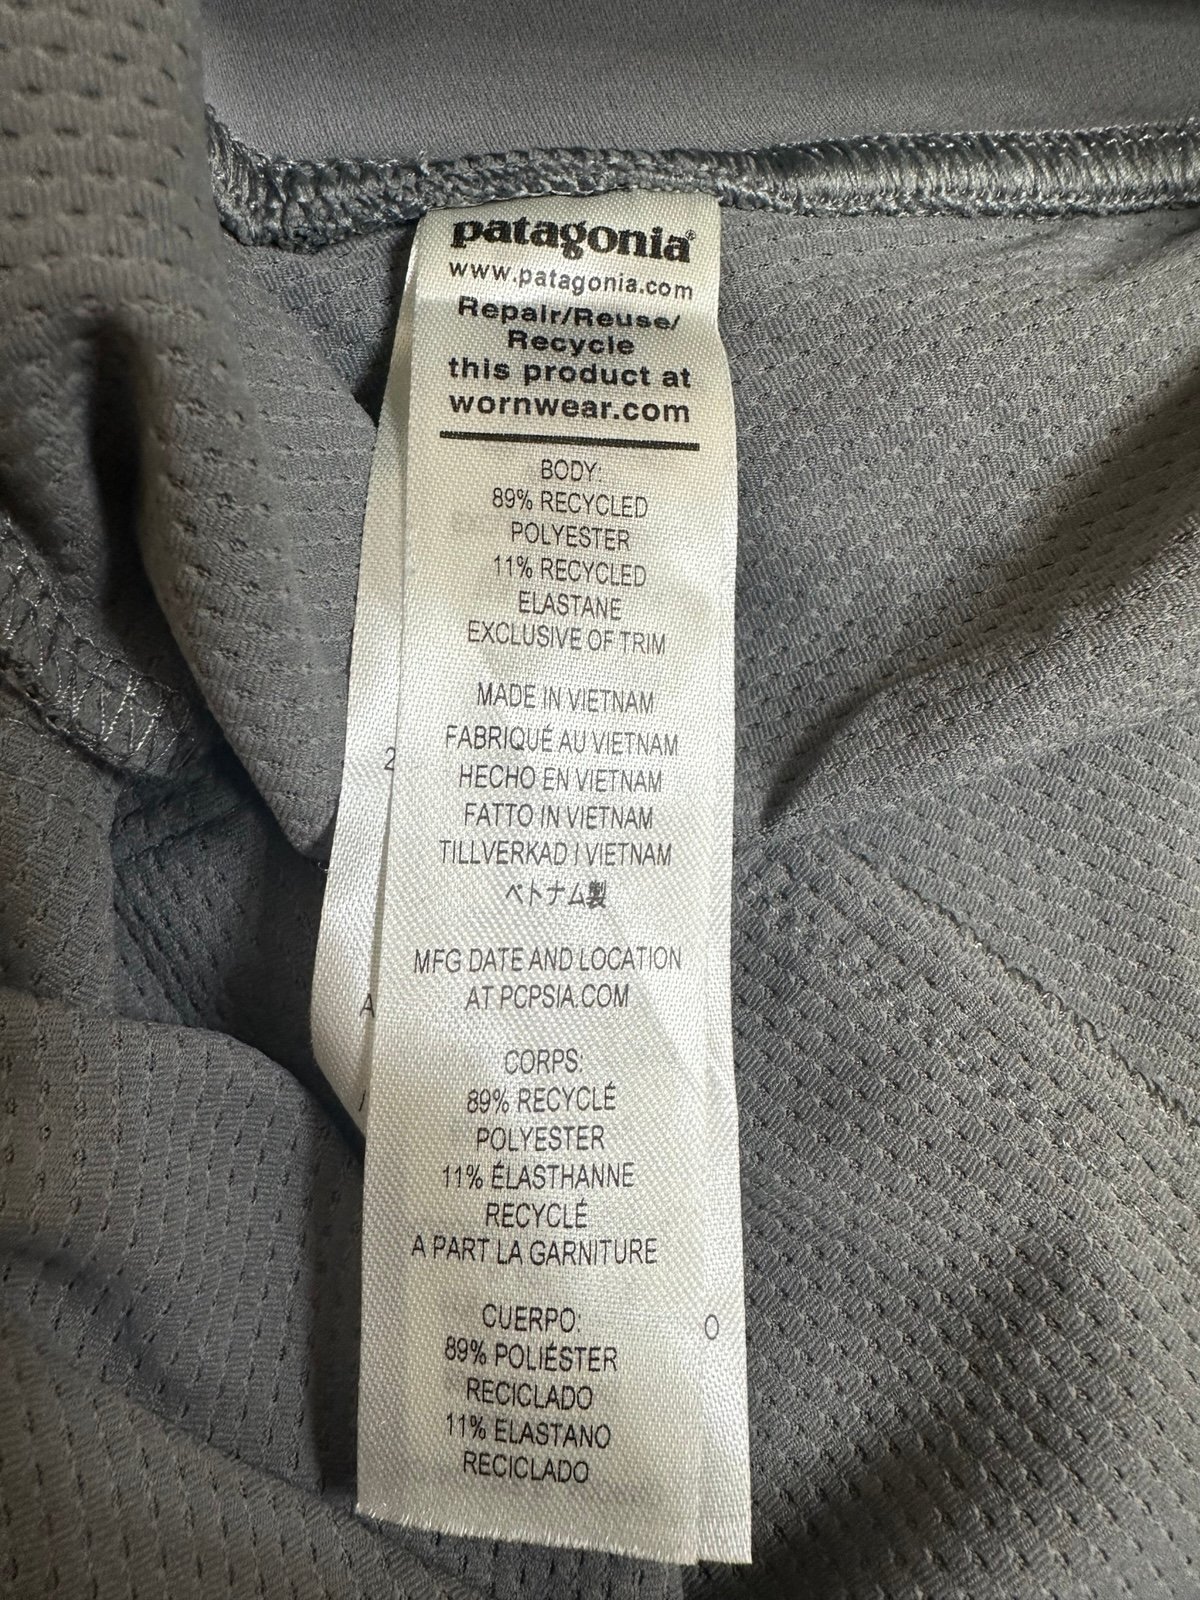 patagonia®
www.patagonia.com
Repair/Reuse/
Recycle
this product at
wornwear.com
BODY:
89% RECYCLED
POLYESTER
11% RECYCLED
ELASTANE
EXCLUSIVE OF TRIM
MADE IN VIETNAM
FABRIQUÉ AU VIETNAM
HECHO EN VIETNAM
FATTO IN VIETNAM
TILLVERKAD I VIETNAM
ベトナム製
MFG DATE AND LOCATION
AT PCPSIA.COM
CORPS:
89% RECYCLÉ
POLYESTER
11% ÉLASTHANNE
RECYCLÉ
A PART LA GARNITURE
CUERPO:
89% POLIÉSTER
RECICLADO
11% ELASTANO
RECICLADO
2
A
O